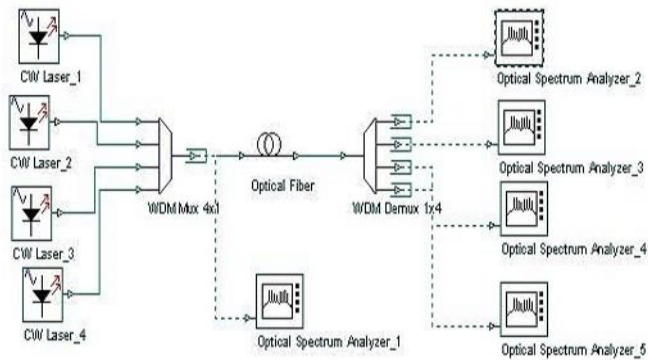 CW Laser_1
CW Laser_2
CW Laser_3
CW Laser_4
WDM Mux 4x1
Optical Fiber
WDM Demux 1x4
Optical Spectrum Analyzer_1
Optical Spectrum Analyzer_2
Optical Spectrum Analyzer_3
Optical Spectrum Analyzer_4
Optical Spectrum Analyzer_5